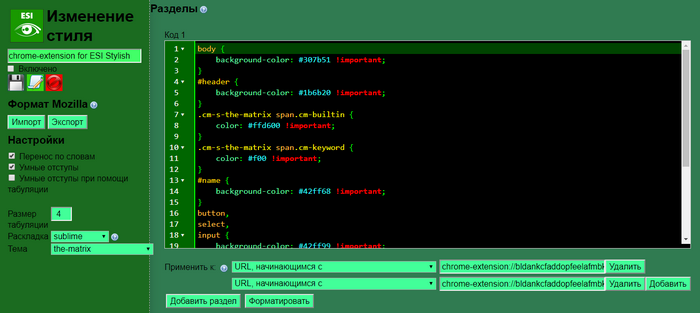 ESI
Изменение
стиля
chrome-extension for ESI Stylish
Включено
Формат Mozilla
Импорт Экспорт
Настройки
Перенос по словам
Умные отступы
Умные отступы при помощи
табуляции
Размер
табуляции 4
Раскладка sublime
Тема the-matrix
Разделы
Код 1
1 body {
2 background-color: #307b51 !important;
3 }
4 #header {
5 background-color: #1b6b20 !important;
6 }
7 .cm-s-the-matrix span.cm-builtin {
8 color: #ffd600 !important;
9 }
10 .cm-s-the-matrix span.cm-keyword {
11 color: #f00 !important;
12 }
13 #name {
14 background-color: #42ff68 !important;
15 }
16 button,
17 select,
18 input {
19 background-color: #42ff99 !important;
Применить к: URL, начинающимся с chrome-extension://bldankcfaddopfeelafmbk Удалить
URL, начинающимся с chrome-extension://bldankcfaddopfeelafmbk Удалить Добавить
Добавить раздел Форматировать